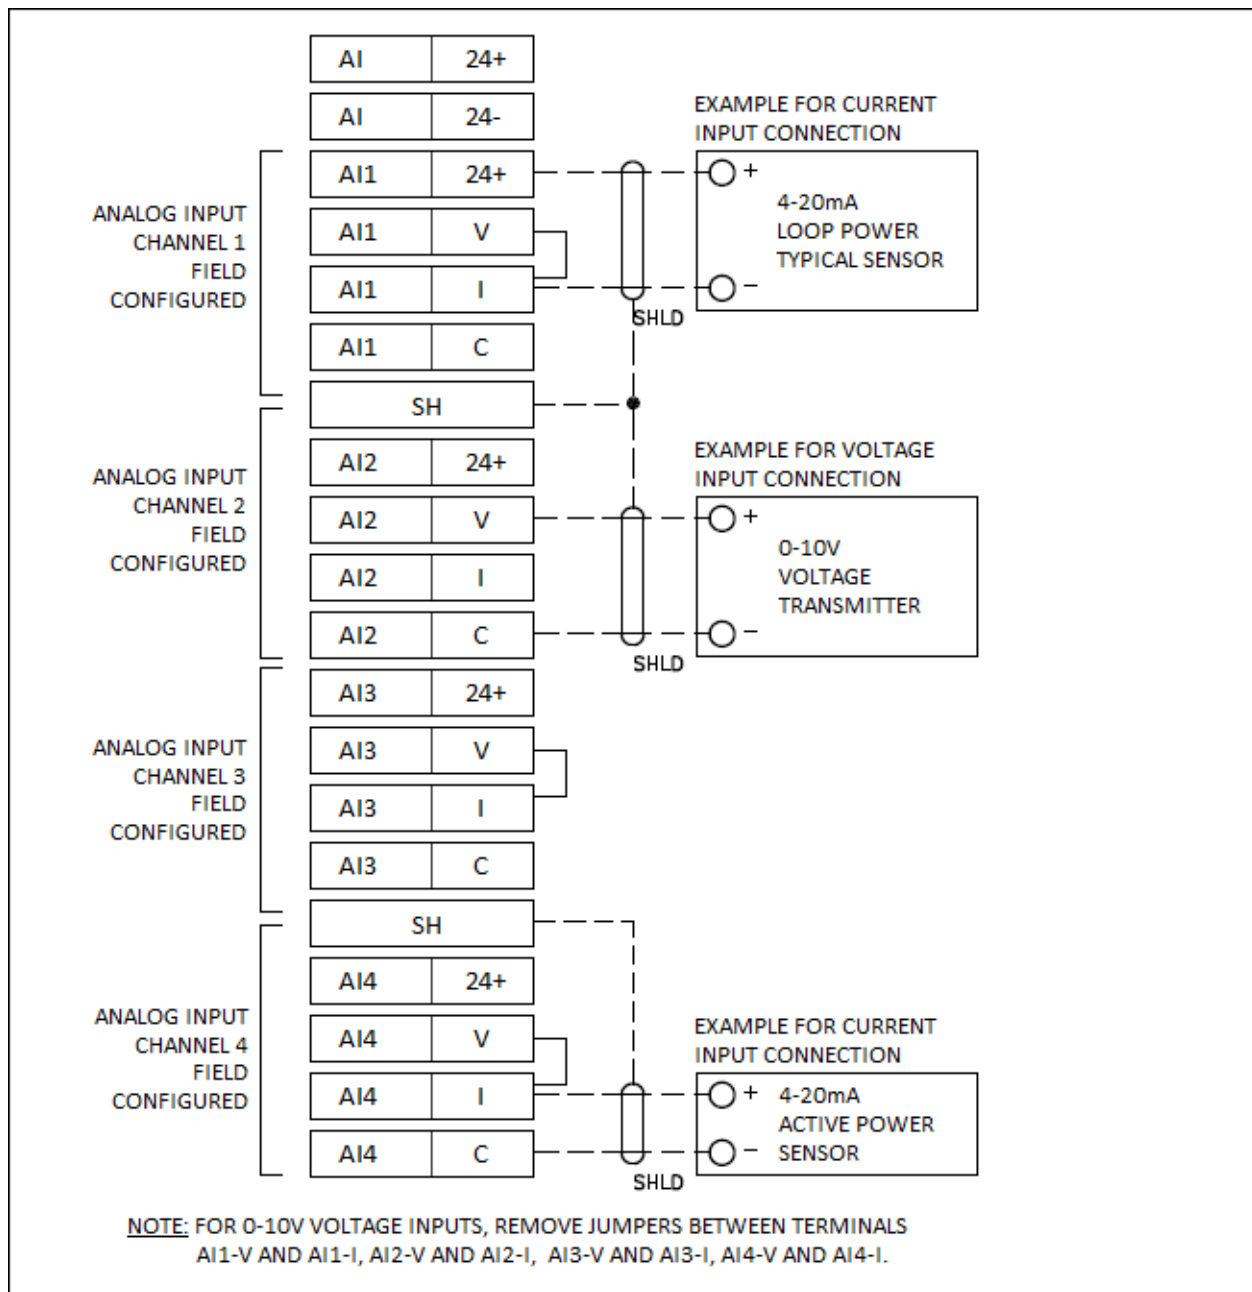 AI 24+
AI 24-
EXAMPLE FOR CURRENT
INPUT CONNECTION
ANALOG INPUT
CHANNEL 1
FIELD
CONFIGURED
AI1 24+
AI1 V
AI1 I
AI1 C
+
4-20mA
LOOP POWER
TYPICAL SENSOR
−
SHLD
SH
ANALOG INPUT
CHANNEL 2
FIELD
CONFIGURED
AI2 24+
AI2 V
AI2 I
AI2 C
EXAMPLE FOR VOLTAGE
INPUT CONNECTION
+
0-10V
VOLTAGE
TRANSMITTER
−
SHLD
ANALOG INPUT
CHANNEL 3
FIELD
CONFIGURED
AI3 24+
AI3 V
AI3 I
AI3 C
SH
ANALOG INPUT
CHANNEL 4
FIELD
CONFIGURED
AI4 24+
AI4 V
AI4 I
AI4 C
EXAMPLE FOR CURRENT
INPUT CONNECTION
+ 4-20mA
ACTIVE POWER
− SENSOR
SHLD
NOTE: FOR 0-10V VOLTAGE INPUTS, REMOVE JUMPERS BETWEEN TERMINALS
AI1-V AND AI1-I, AI2-V AND AI2-I, AI3-V AND AI3-I, AI4-V AND AI4-I.